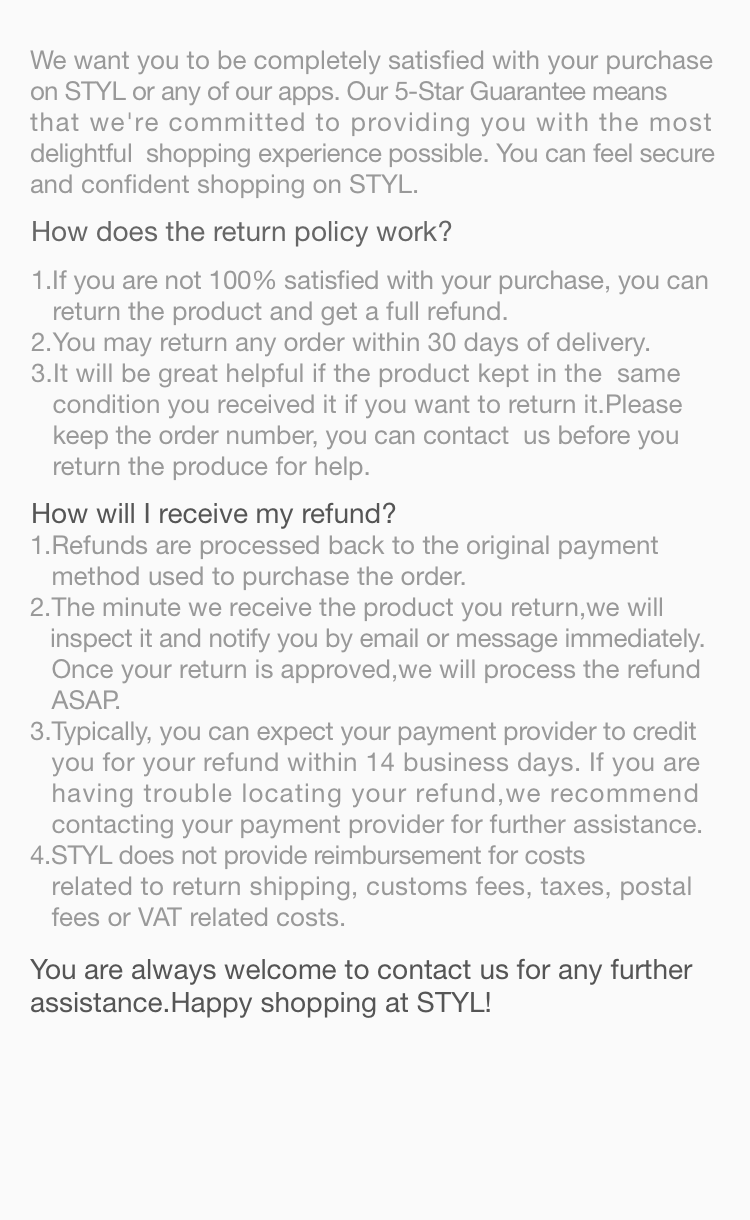 We want you to be completely satisfied with your purchase
on STYL or any of our apps. Our 5-Star Guarantee means
that we're committed to providing you with the most
delightful  shopping experience possible. You can feel secure
and confident shopping on STYL.
How does the return policy work?
1.If you are not 100% satisfied with your purchase, you can
return the product and get a full refund.
2.You may return any order within 30 days of delivery.
3.It will be great helpful if the product kept in the  same
condition you received it if you want to return it.Please
keep the order number, you can contact  us before you
return the produce for help.
How will I receive my refund?
1.Refunds are processed back to the original payment
method used to purchase the order.
2.The minute we receive the product you return,we will
inspect it and notify you by email or message immediately.
Once your return is approved,we will process the refund
ASAP.
3.Typically, you can expect your payment provider to credit
you for your refund within 14 business days. If you are
having trouble locating your refund,we recommend
contacting your payment provider for further assistance.
4.STYL does not provide reimbursement for costs
related to return shipping, customs fees, taxes, postal
fees or VAT related costs.
You are always welcome to contact us for any further
assistance.Happy shopping at STYL!